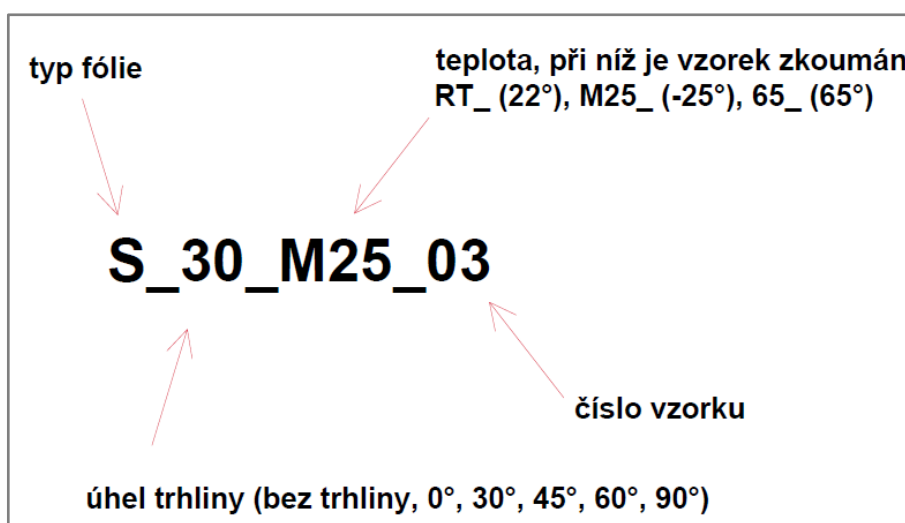 typ fólie
teplota, při níž je vzorek zkoumán
RT_ (22°), M25_ (-25°), 65_ (65°)
S_30_M25_03
číslo vzorku
úhel trhliny (bez trhliny, 0°, 30°, 45°, 60°, 90°)